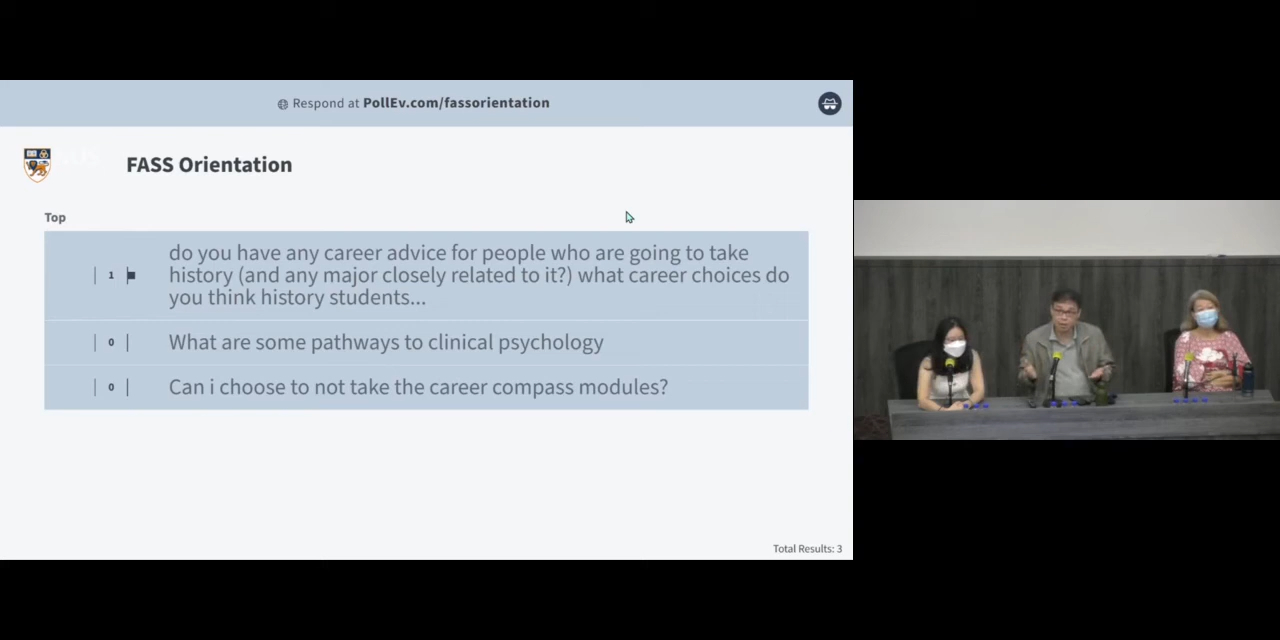 Respond at PollEv.com/fassorientation
FASS Orientation
Top
1
do you have any career advice for people who are going to take
history (and any major closely related to it?) what career choices do
you think history students...
0
What are some pathways to clinical psychology
0
Can i choose to not take the career compass modules?
Total Results: 3